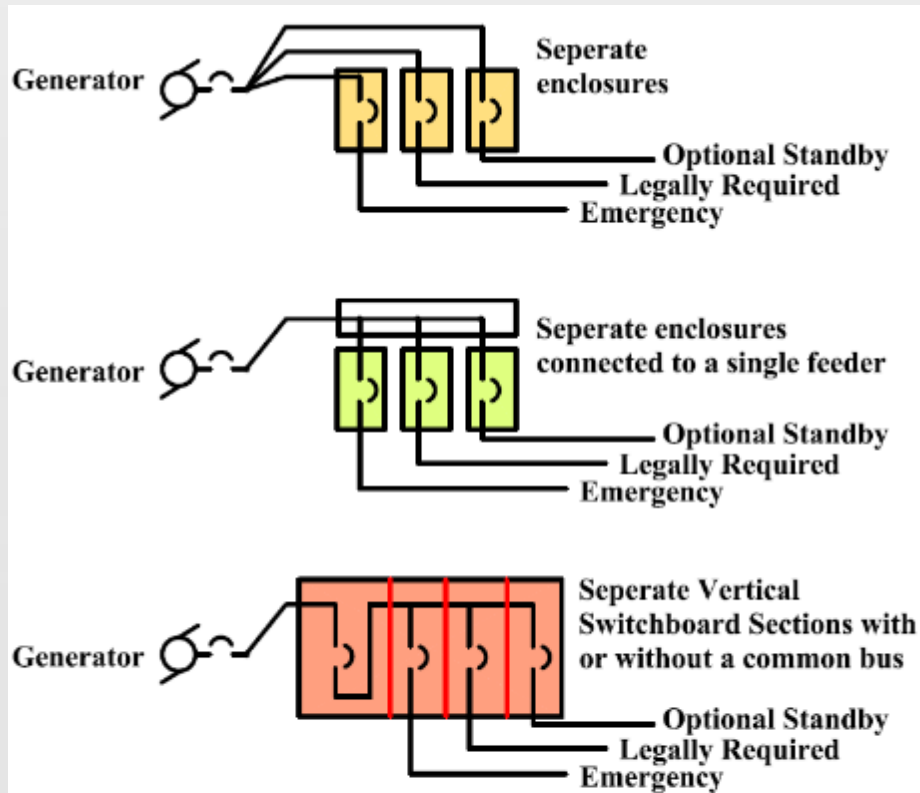 Generator
Seperate
enclosures
Optional Standby
Legally Required
Emergency
Generator
Seperate enclosures
connected to a single feeder
Optional Standby
Legally Required
Emergency
Generator
Seperate Vertical
Switchboard Sections with
or without a common bus
Optional Standby
Legally Required
Emergency